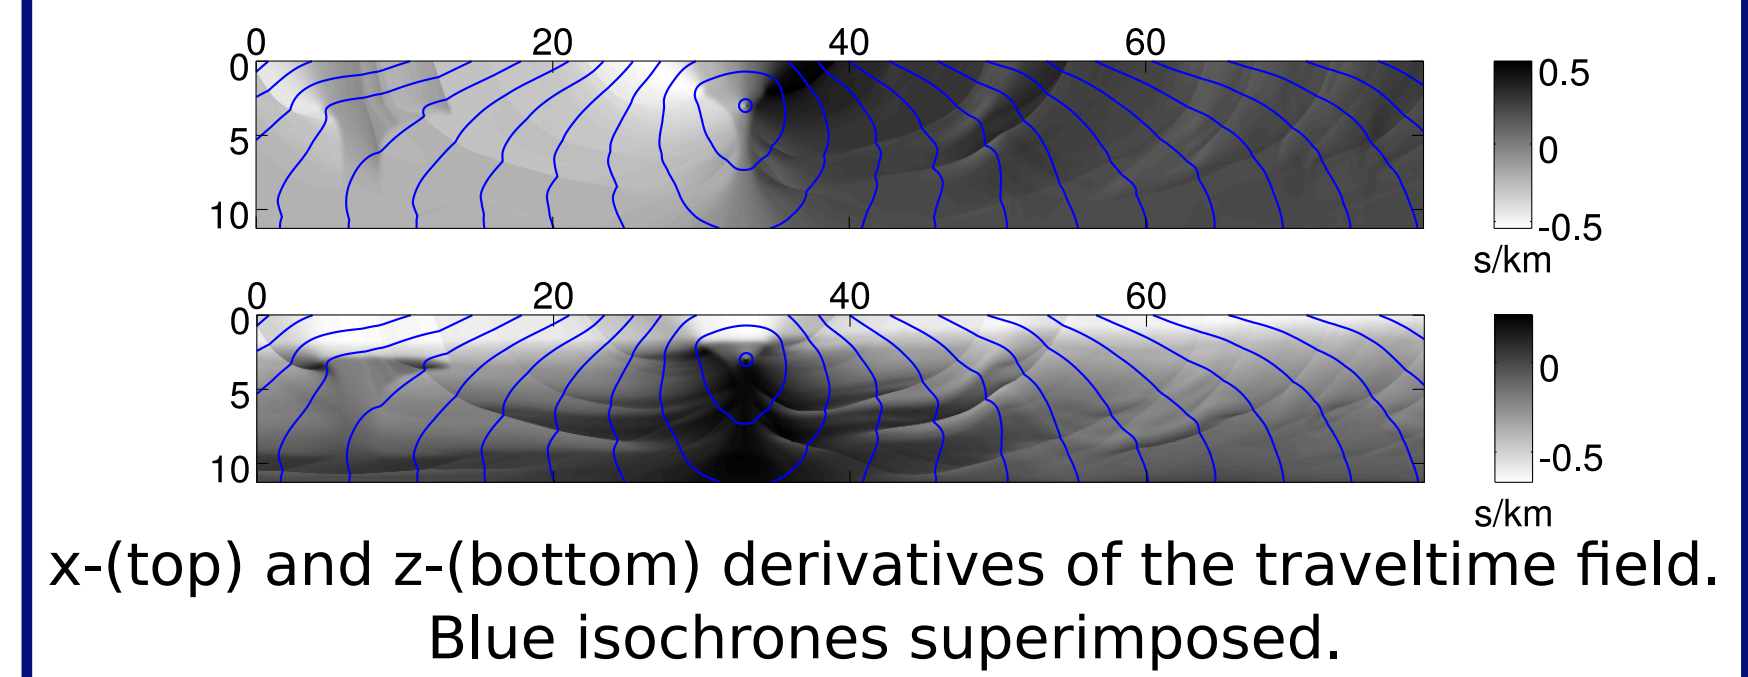 0 20 40 60
0
5
10
0.5
0
-0.5
s/km
0 20 40 60
0
5
10
0
-0.5
s/km
x-(top) and z-(bottom) derivatives of the traveltime field.
Blue isochrones superimposed.